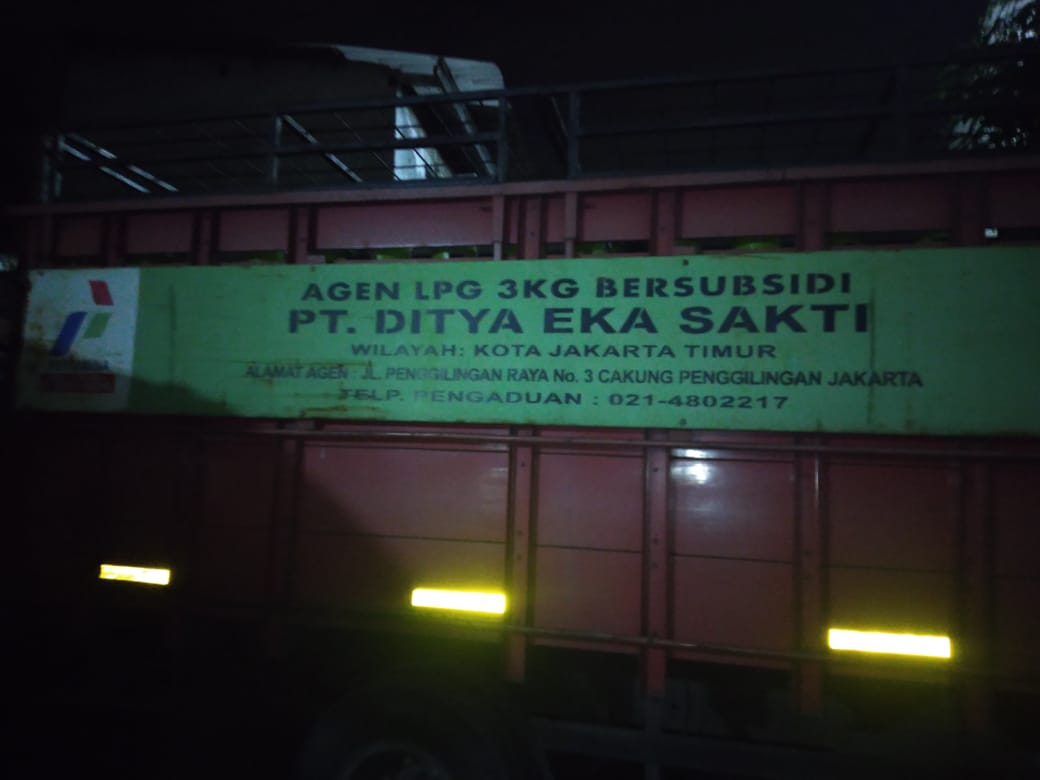 AGEN LPG 3KG BERSUBSIDI
PT. DITYA EKA SAKTI
WILAYAH: KOTA JAKARTA TIMUR
ALAMAT AGEN : JL. PENGGILINGAN RAYA No. 3 CAKUNG PENGGILINGAN JAKARTA
TELP. PENGADUAN : 021-4802217